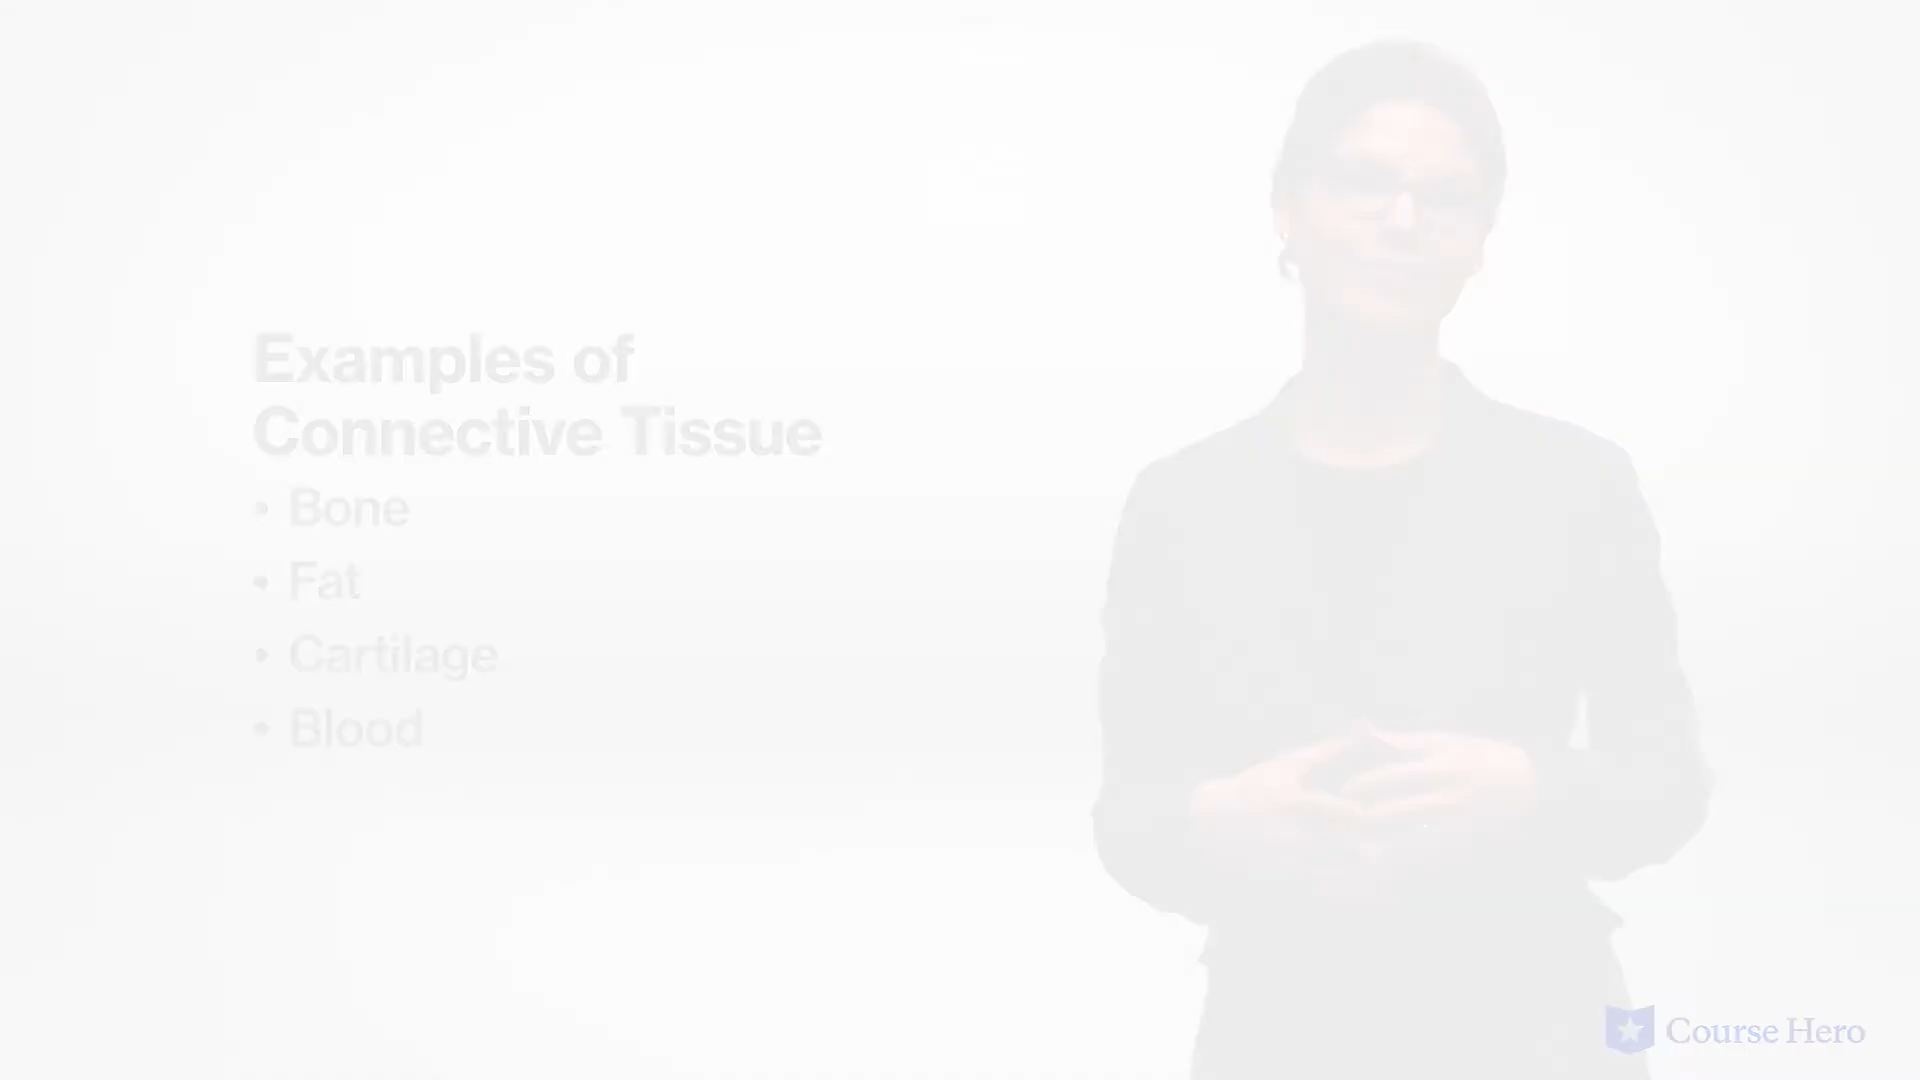 Examples of
Connective Tissue
• Bone
• Fat
• Cartilage
• Blood
Course Hero